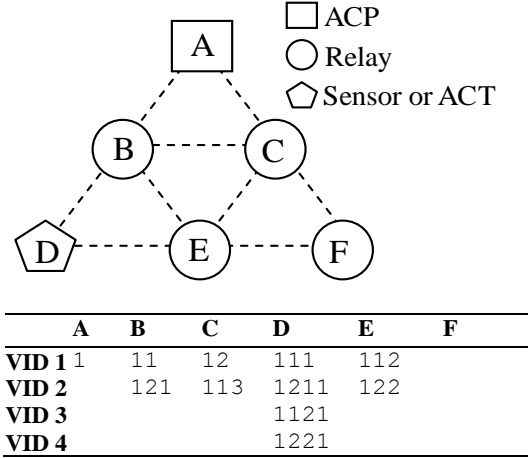 ACP
A
Relay
Sensor or ACT
B
C
D
E
F
A B C D E F
VID 1 1 11 12 111 112
VID 2 121 113 1211 122
VID 3 1121
VID 4 1221